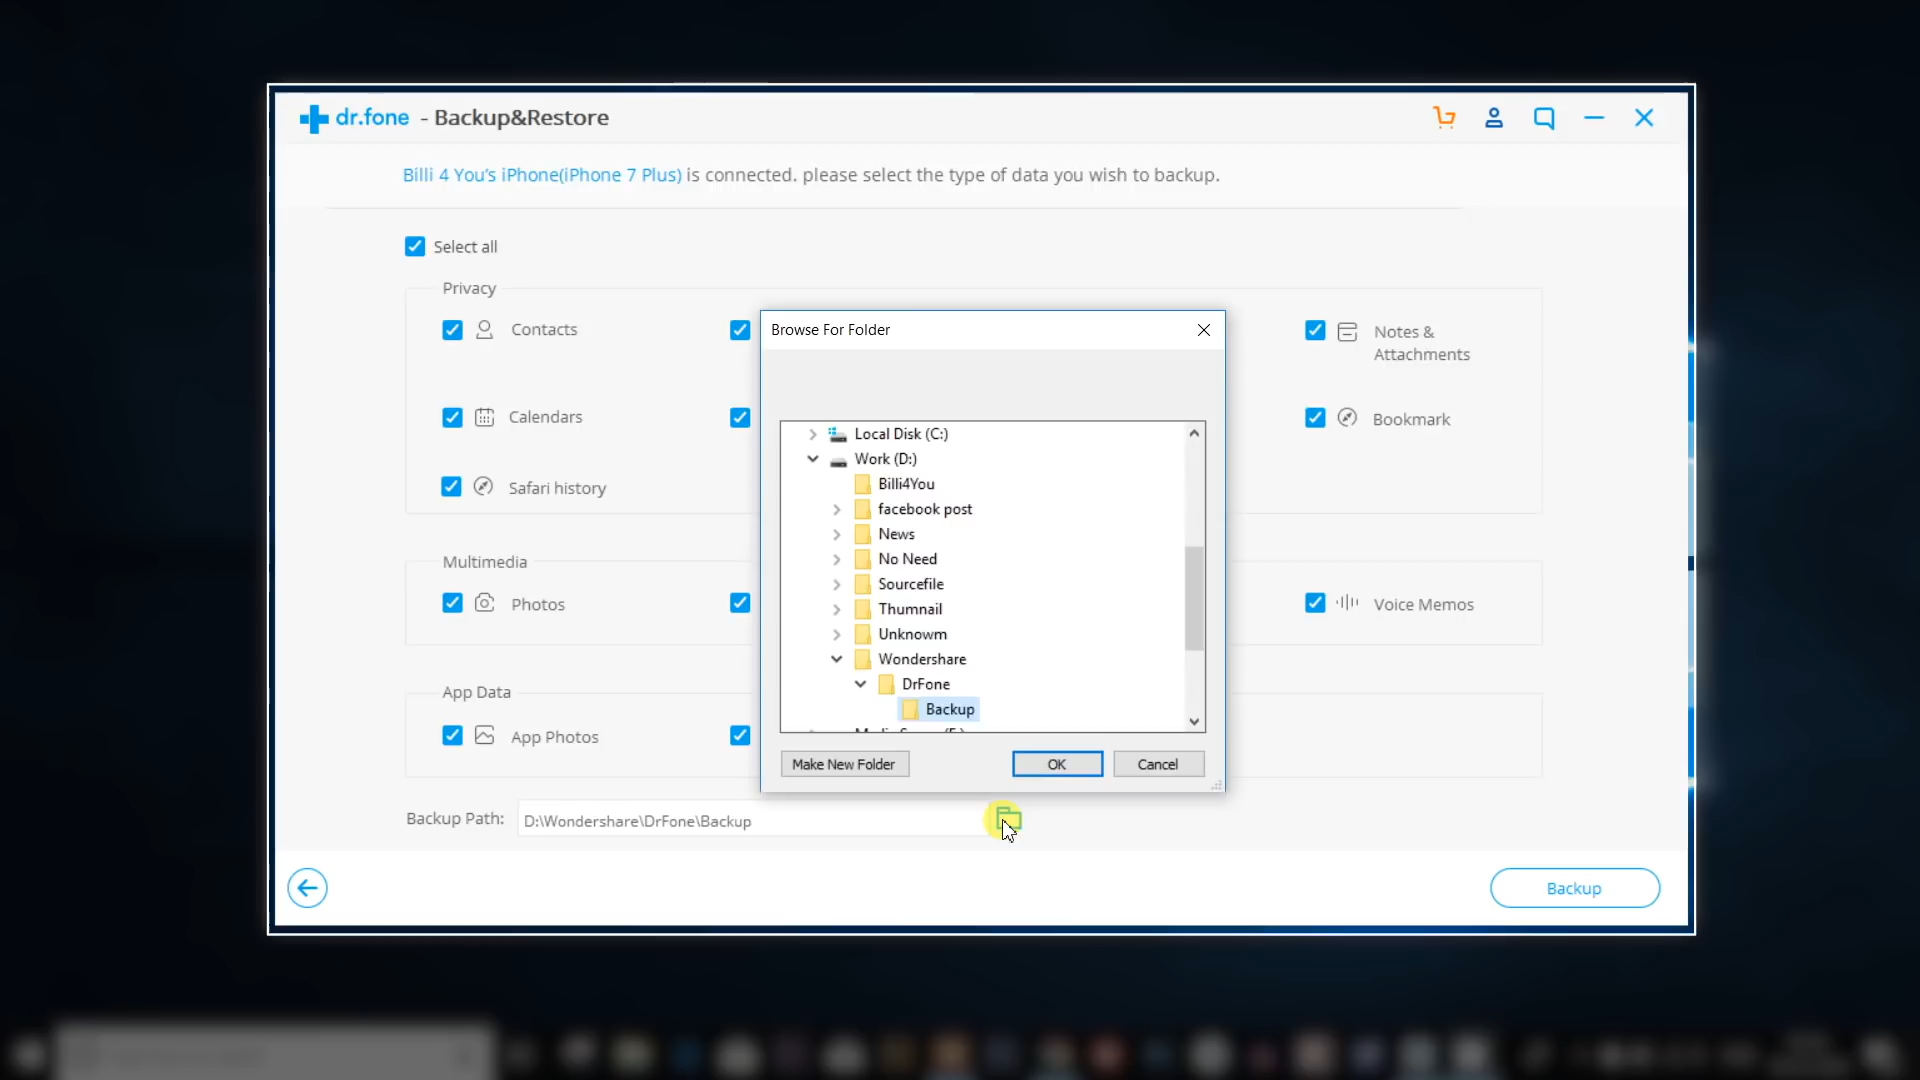 dr.fone - Backup&Restore
Billi 4 You's iPhone(iPhone 7 Plus) is connected. please select the type of data you wish to backup.
Select all
Privacy
Contacts
Notes &
Attachments
Calendars
Bookmark
Safari history
Multimedia
Photos
Voice Memos
App Data
App Photos
Browse For Folder
Local Disk (C:)
Work (D:)
Billi4You
facebook post
News
No Need
Sourcefile
Thumnail
Unknowm
Wondershare
DrFone
Backup
Make New Folder
OK
Cancel
Backup Path:
D:\Wondershare\DrFone\Backup
Backup